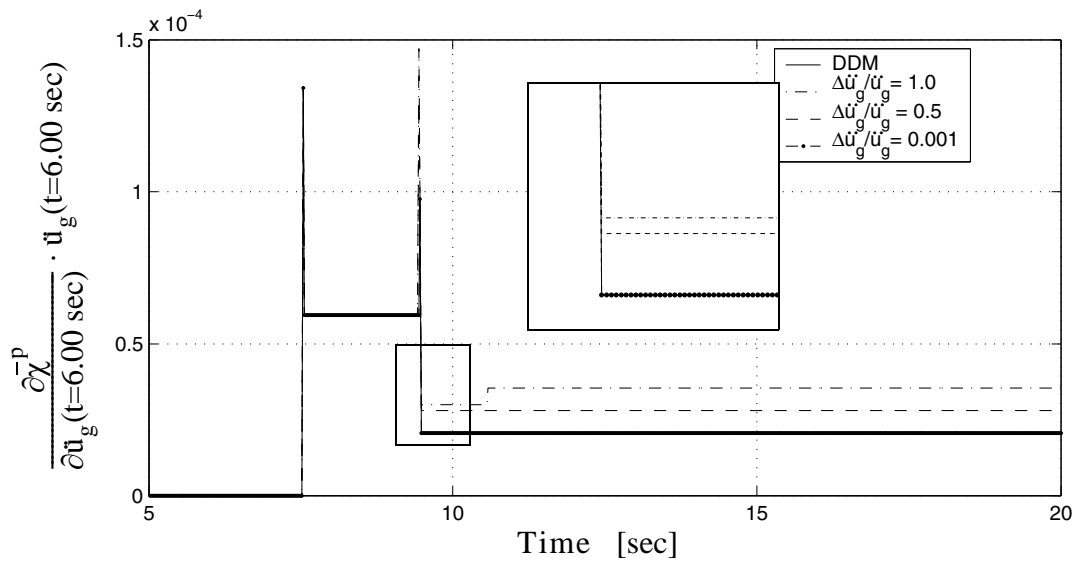 x 10⁻⁴
1.5
1
0.5
0
5
10
15
20
Time [sec]
∂χ̄ᵖ
∂ü_g(t=6.00 sec)
· ü_g(t=6.00 sec)
DDM
Δü_g/ü_g = 1.0
Δü_g/ü_g = 0.5
Δü_g/ü_g = 0.001